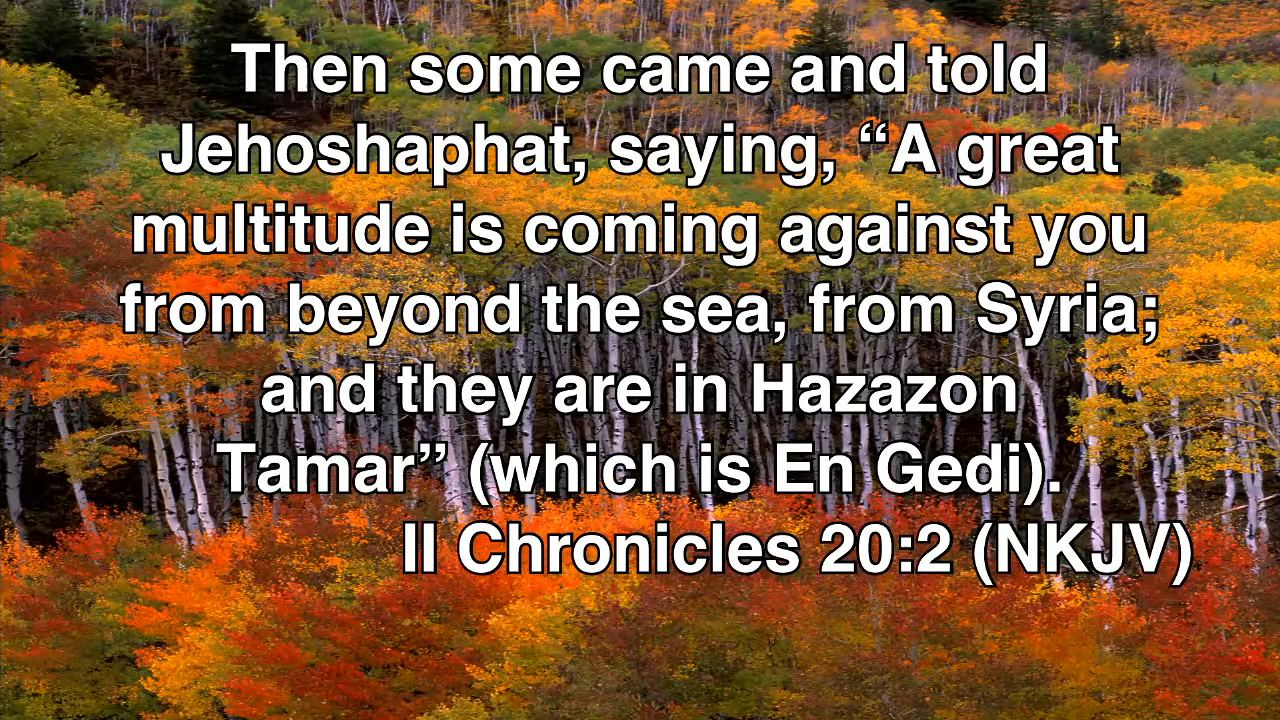 Then some came and told
Jehoshaphat, saying, “A great
multitude is coming against you
from beyond the sea, from Syria;
and they are in Hazazon
Tamar” (which is En Gedi).
II Chronicles 20:2 (NKJV)